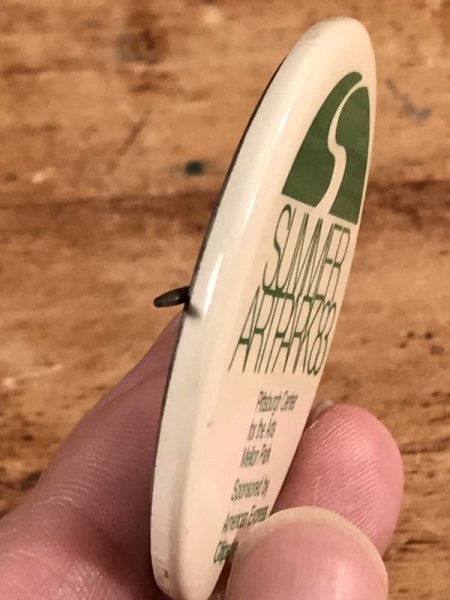 SUMMER
ARTPARK'83
Pittsburgh Center
for the Arts
Mellon Park
Sponsored by
American Express